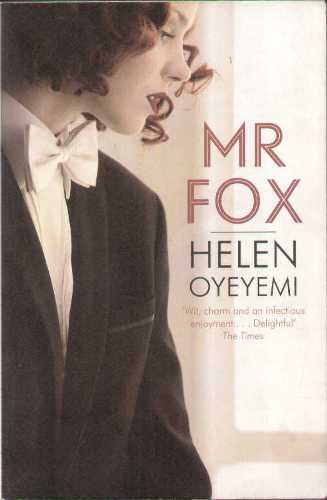 MR
FOX
HELEN
OYEYEMI
'Wit, charm and an infectious
enjoyment . . . Delightful'
The Times